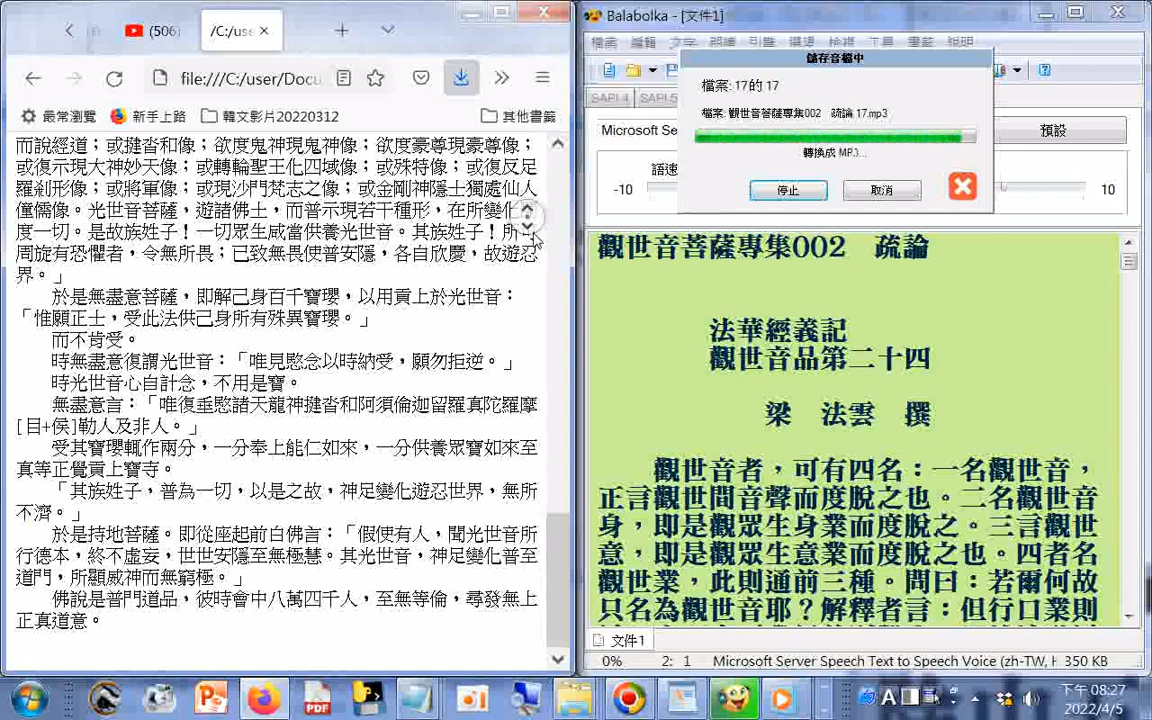 (506)
/C:/use
file:///C:/user/Docu
最常瀏覽
新手上路
韓文影片20220312
其他書籤
而說經道；或揵沓和像；欲度鬼神現鬼神像；欲度豪尊現豪尊像；
或復示現大神妙天像；或轉輪聖王化四域像；或殊特像；或復反足
羅剎形像；或將軍像；或現沙門梵志之像；或金剛神隱士獨處仙人
僮儒像。光世音菩薩，遊諸佛土，而普示現若干種形，在所變化
度一切。是故族姓子！一切眾生咸當供養光世音。其族姓子！所可
周旋有恐懼者，令無所畏；已致無畏使普安隱，各自欣慶，故遊忍
界。」
於是無盡意菩薩，即解己身百千寶瓔，以用貢上於光世音：
「惟願正士，受此法供己身所有殊異寶瓔。」
而不肯受。
時無盡意復謂光世音：「唯見愍念以時納受，願勿拒逆。」
時光世音心自計念，不用是寶。
無盡意言：「唯復垂愍諸天龍神揵沓和阿須倫迦留羅真陀羅摩
[目+侯]勒人及非人。」
受其寶瓔輒作兩分，一分奉上能仁如來，一分供養眾寶如來至
真等正覺貢上寶寺。
「其族姓子，普為一切，以是之故，神足變化遊忍世界，無所
不濟。」
於是持地菩薩。即從座起前白佛言：「假使有人，聞光世音所
行德本，終不虛妄，世世安隱至無極慧。其光世音，神足變化普至
道門，所顯威神而無窮極。」
佛說是普門道品，彼時會中八萬四千人，至無等倫，尋發無上
正真道意。
Balabolka - [文件1]
檔案 編輯 文字 朗讀 引擎 選項 檢視 工具 書籤 說明
儲存音檔中
檔案: 17的 17
檔案: 觀世音菩薩專集002 疏論 17.mp3
轉換成 MP...
停止
取消
SAPI 4
SAPI 5
Microsoft Se
預設
語速
-10
10
觀世音菩薩專集002 疏論
法華經義記
觀世音品第二十四
梁 法雲 撰
觀世音者，可有四名：一名觀世音，
正言觀世間音聲而度脫之也。二名觀世音
身，即是觀眾生身業而度脫之。三言觀世
意，即是觀眾生意業而度脫之也。四者名
觀世業，此則通前三種。問曰：若爾何故
只名為觀世音耶？解釋者言：但行口業則
文件1
0%
2: 1
Microsoft Server Speech Text to Speech Voice (zh-TW, H
350 KB
下午 08:27
2022/4/5